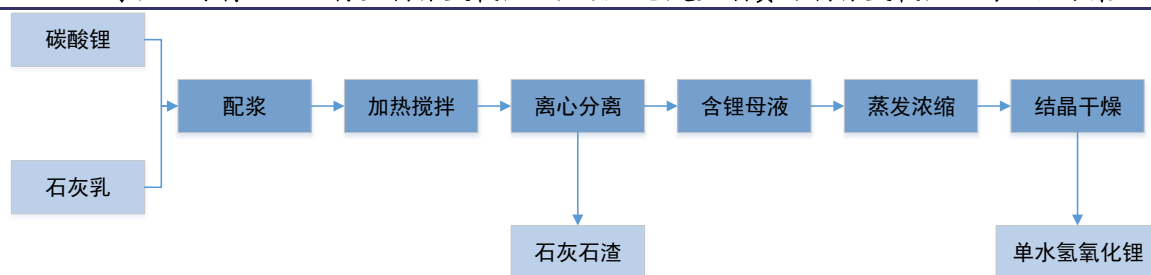 碳酸锂
配浆
加热搅拌
离心分离
含锂母液
蒸发浓缩
结晶干燥
石灰乳
石灰石渣
单水氢氧化锂